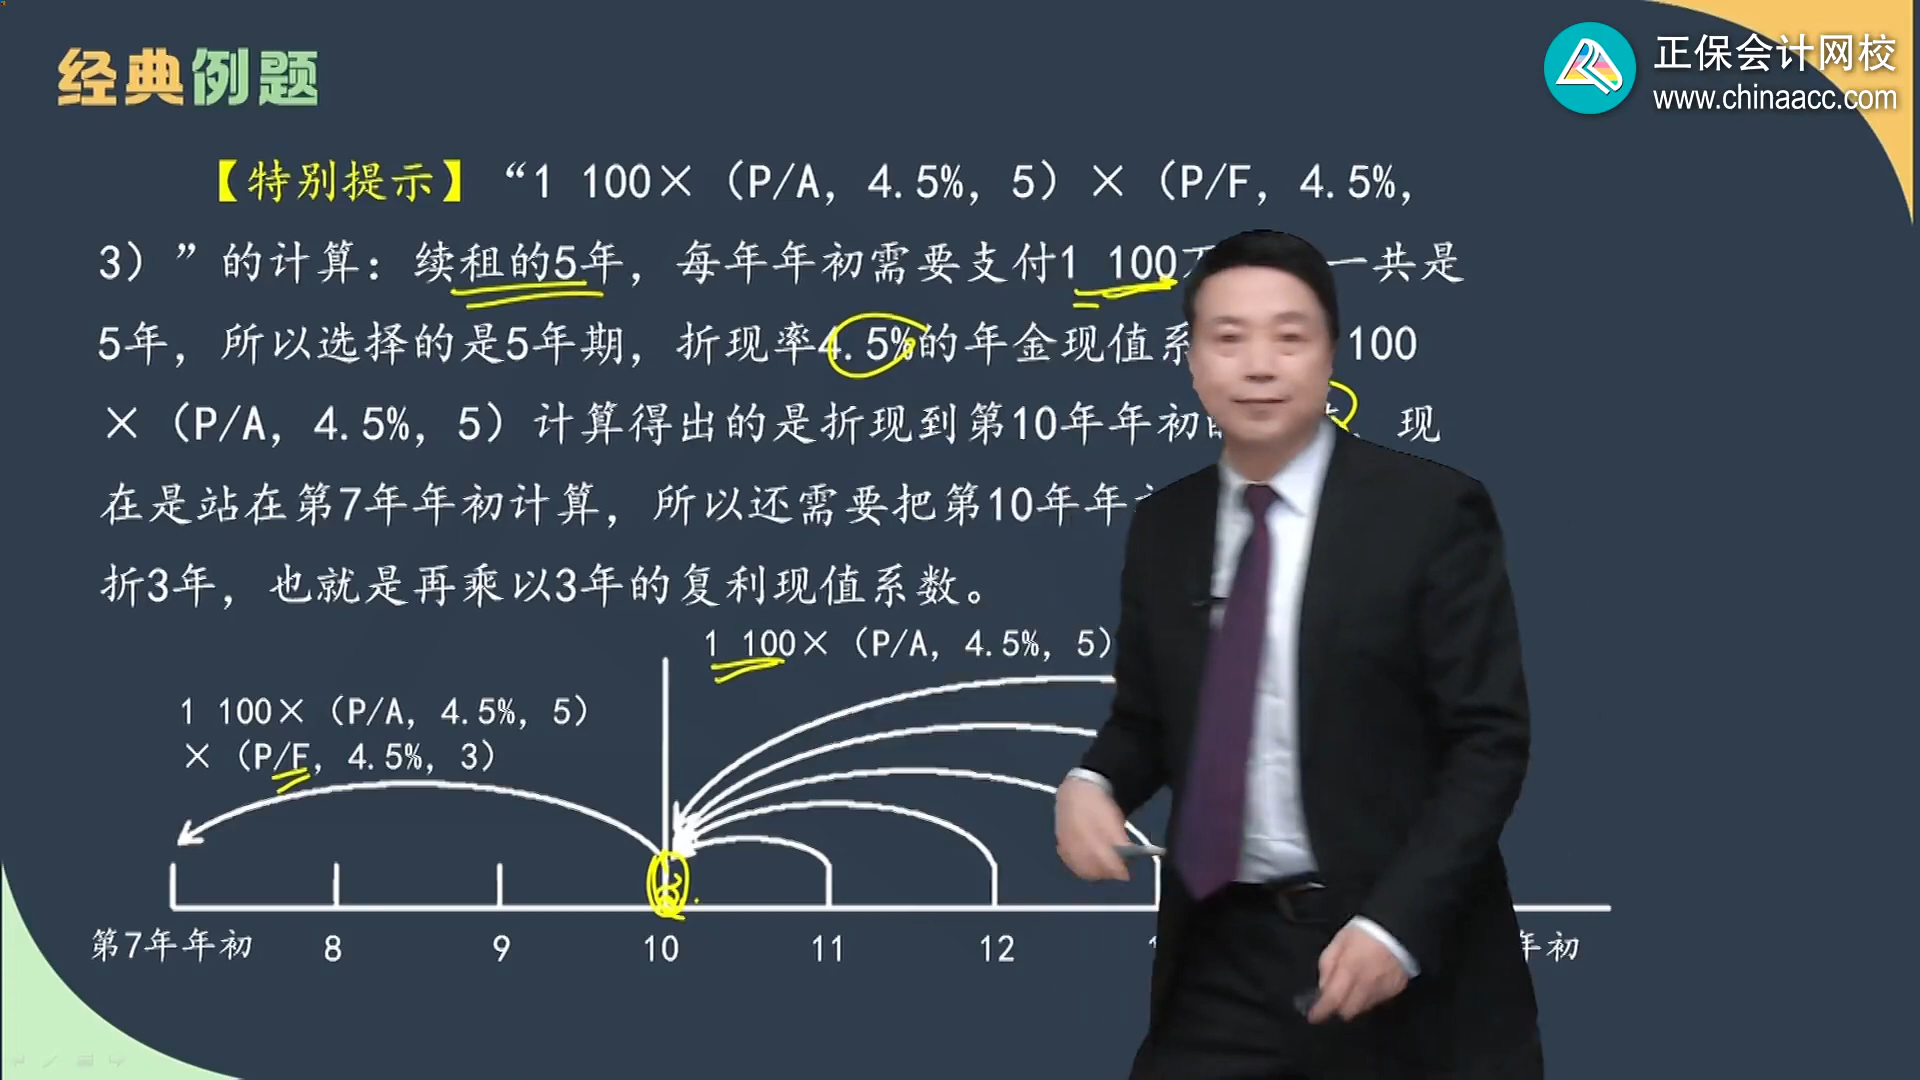 经典例题
正保会计网校
www.chinaacc.com
【特别提示】“1 100×（P/A，4.5%，5）×（P/F，4.5%，
3）”的计算：续租的5年，每年年初需要支付1 100 一共是
5年，所以选择的是5年期，折现率4.5%的年金现值系 100
×（P/A，4.5%，5）计算得出的是折现到第10年年初 现
在是站在第7年年初计算，所以还需要把第10年年
折3年，也就是再乘以3年的复利现值系数。
1 100×（P/A，4.5%，5）
1 100×（P/A，4.5%，5）
×（P/F，4.5%，3）
第7年年初 8 9 10 11 12 年初